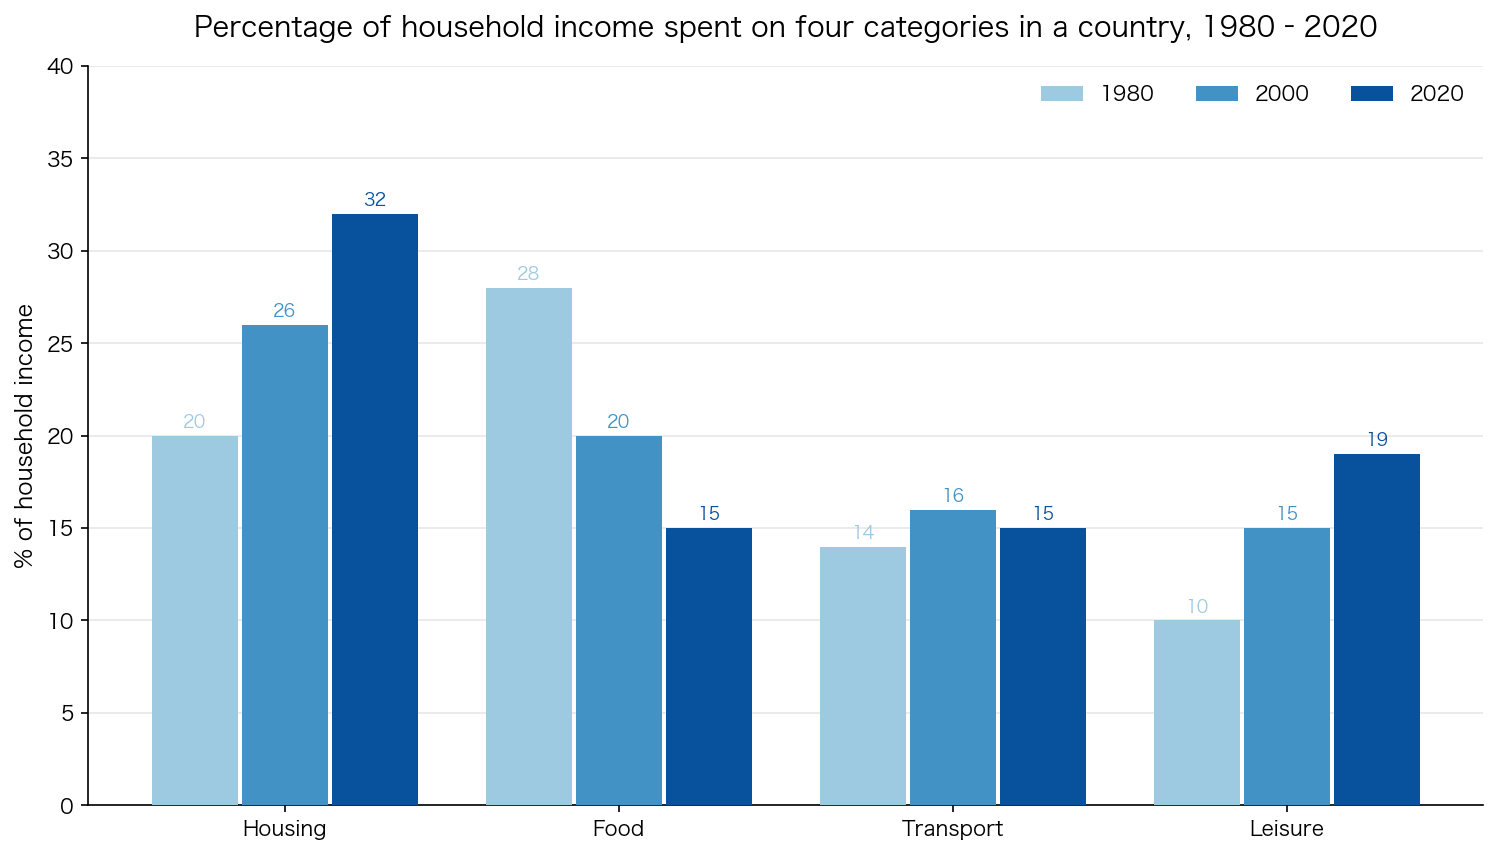 Percentage of household income spent on four categories in a country, 1980 - 2020
1980 2000 2020
% of household income
40
35
30
25
20
15
10
5
0
20 26 32
28 20 15
14 16 15
10 15 19
Housing Food Transport Leisure